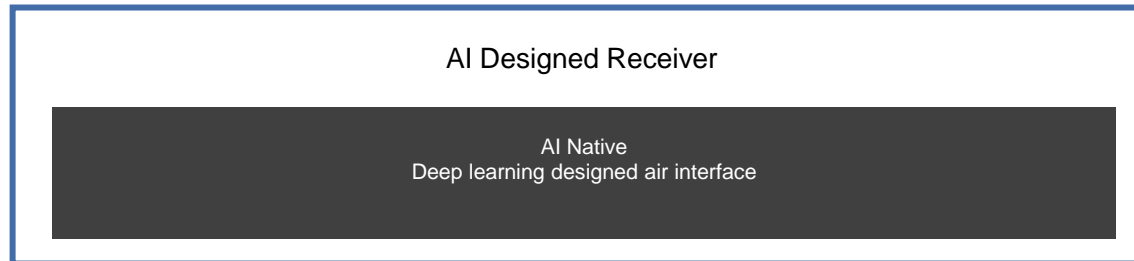 AI Designed Receiver
AI Native
Deep learning designed air interface